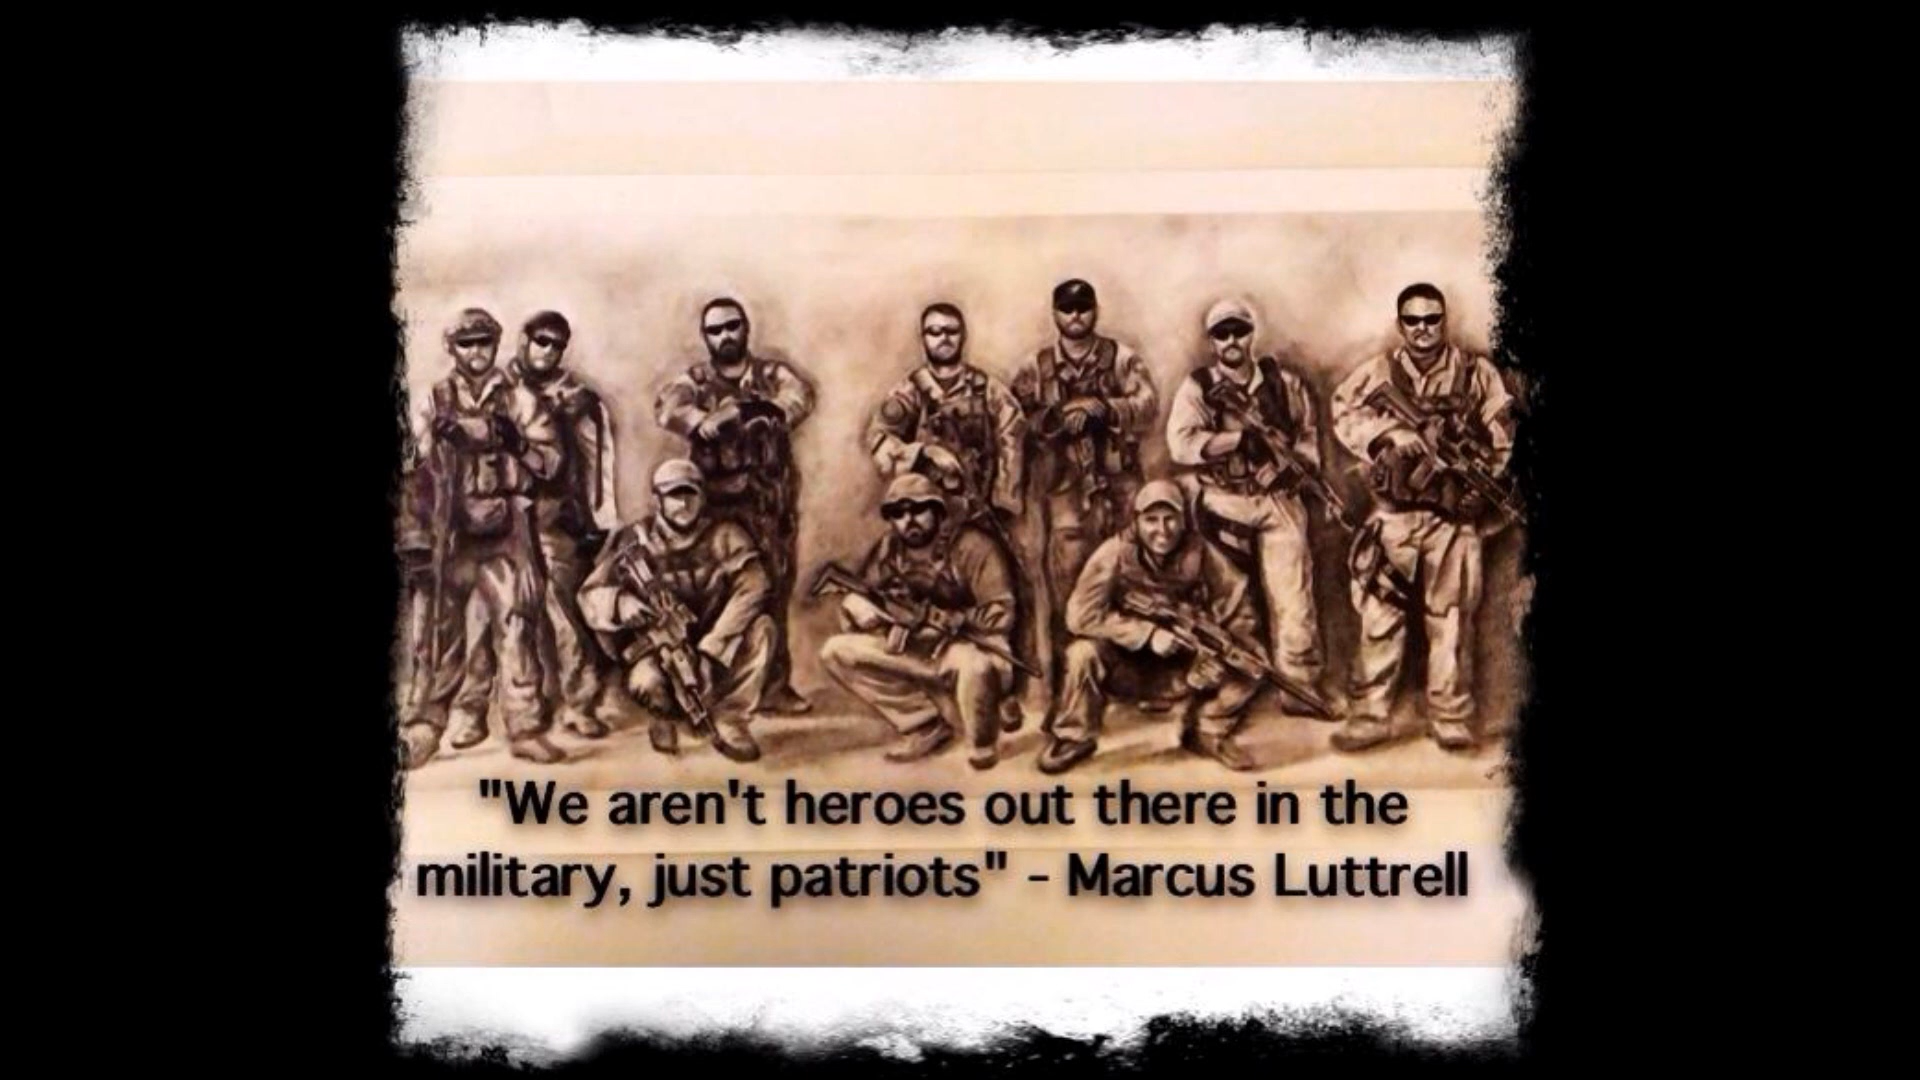 "We aren't heroes out there in the
military, just patriots" - Marcus Luttrell